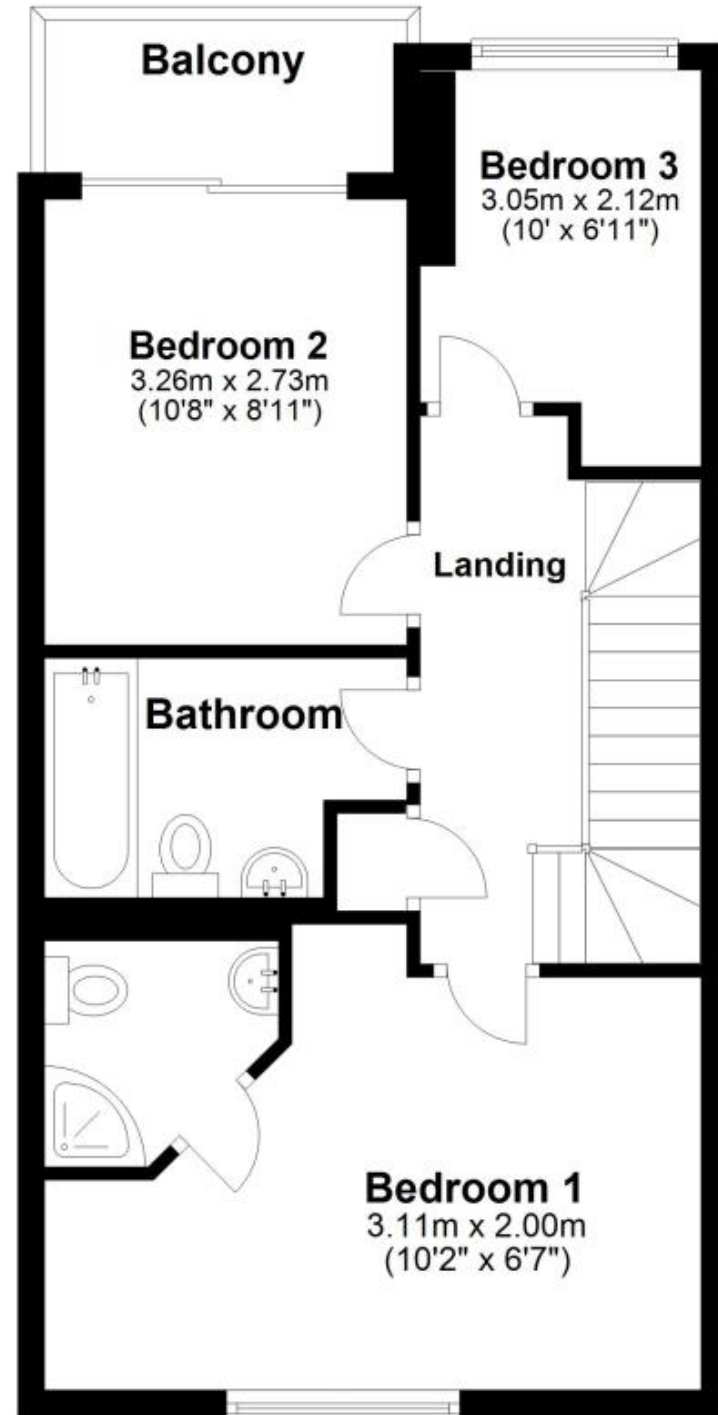 Balcony
Bedroom 3
3.05m x 2.12m
(10' x 6'11")
Bedroom 2
3.26m x 2.73m
(10'8" x 8'11")
Landing
Bathroom
Bedroom 1
3.11m x 2.00m
(10'2" x 6'7")